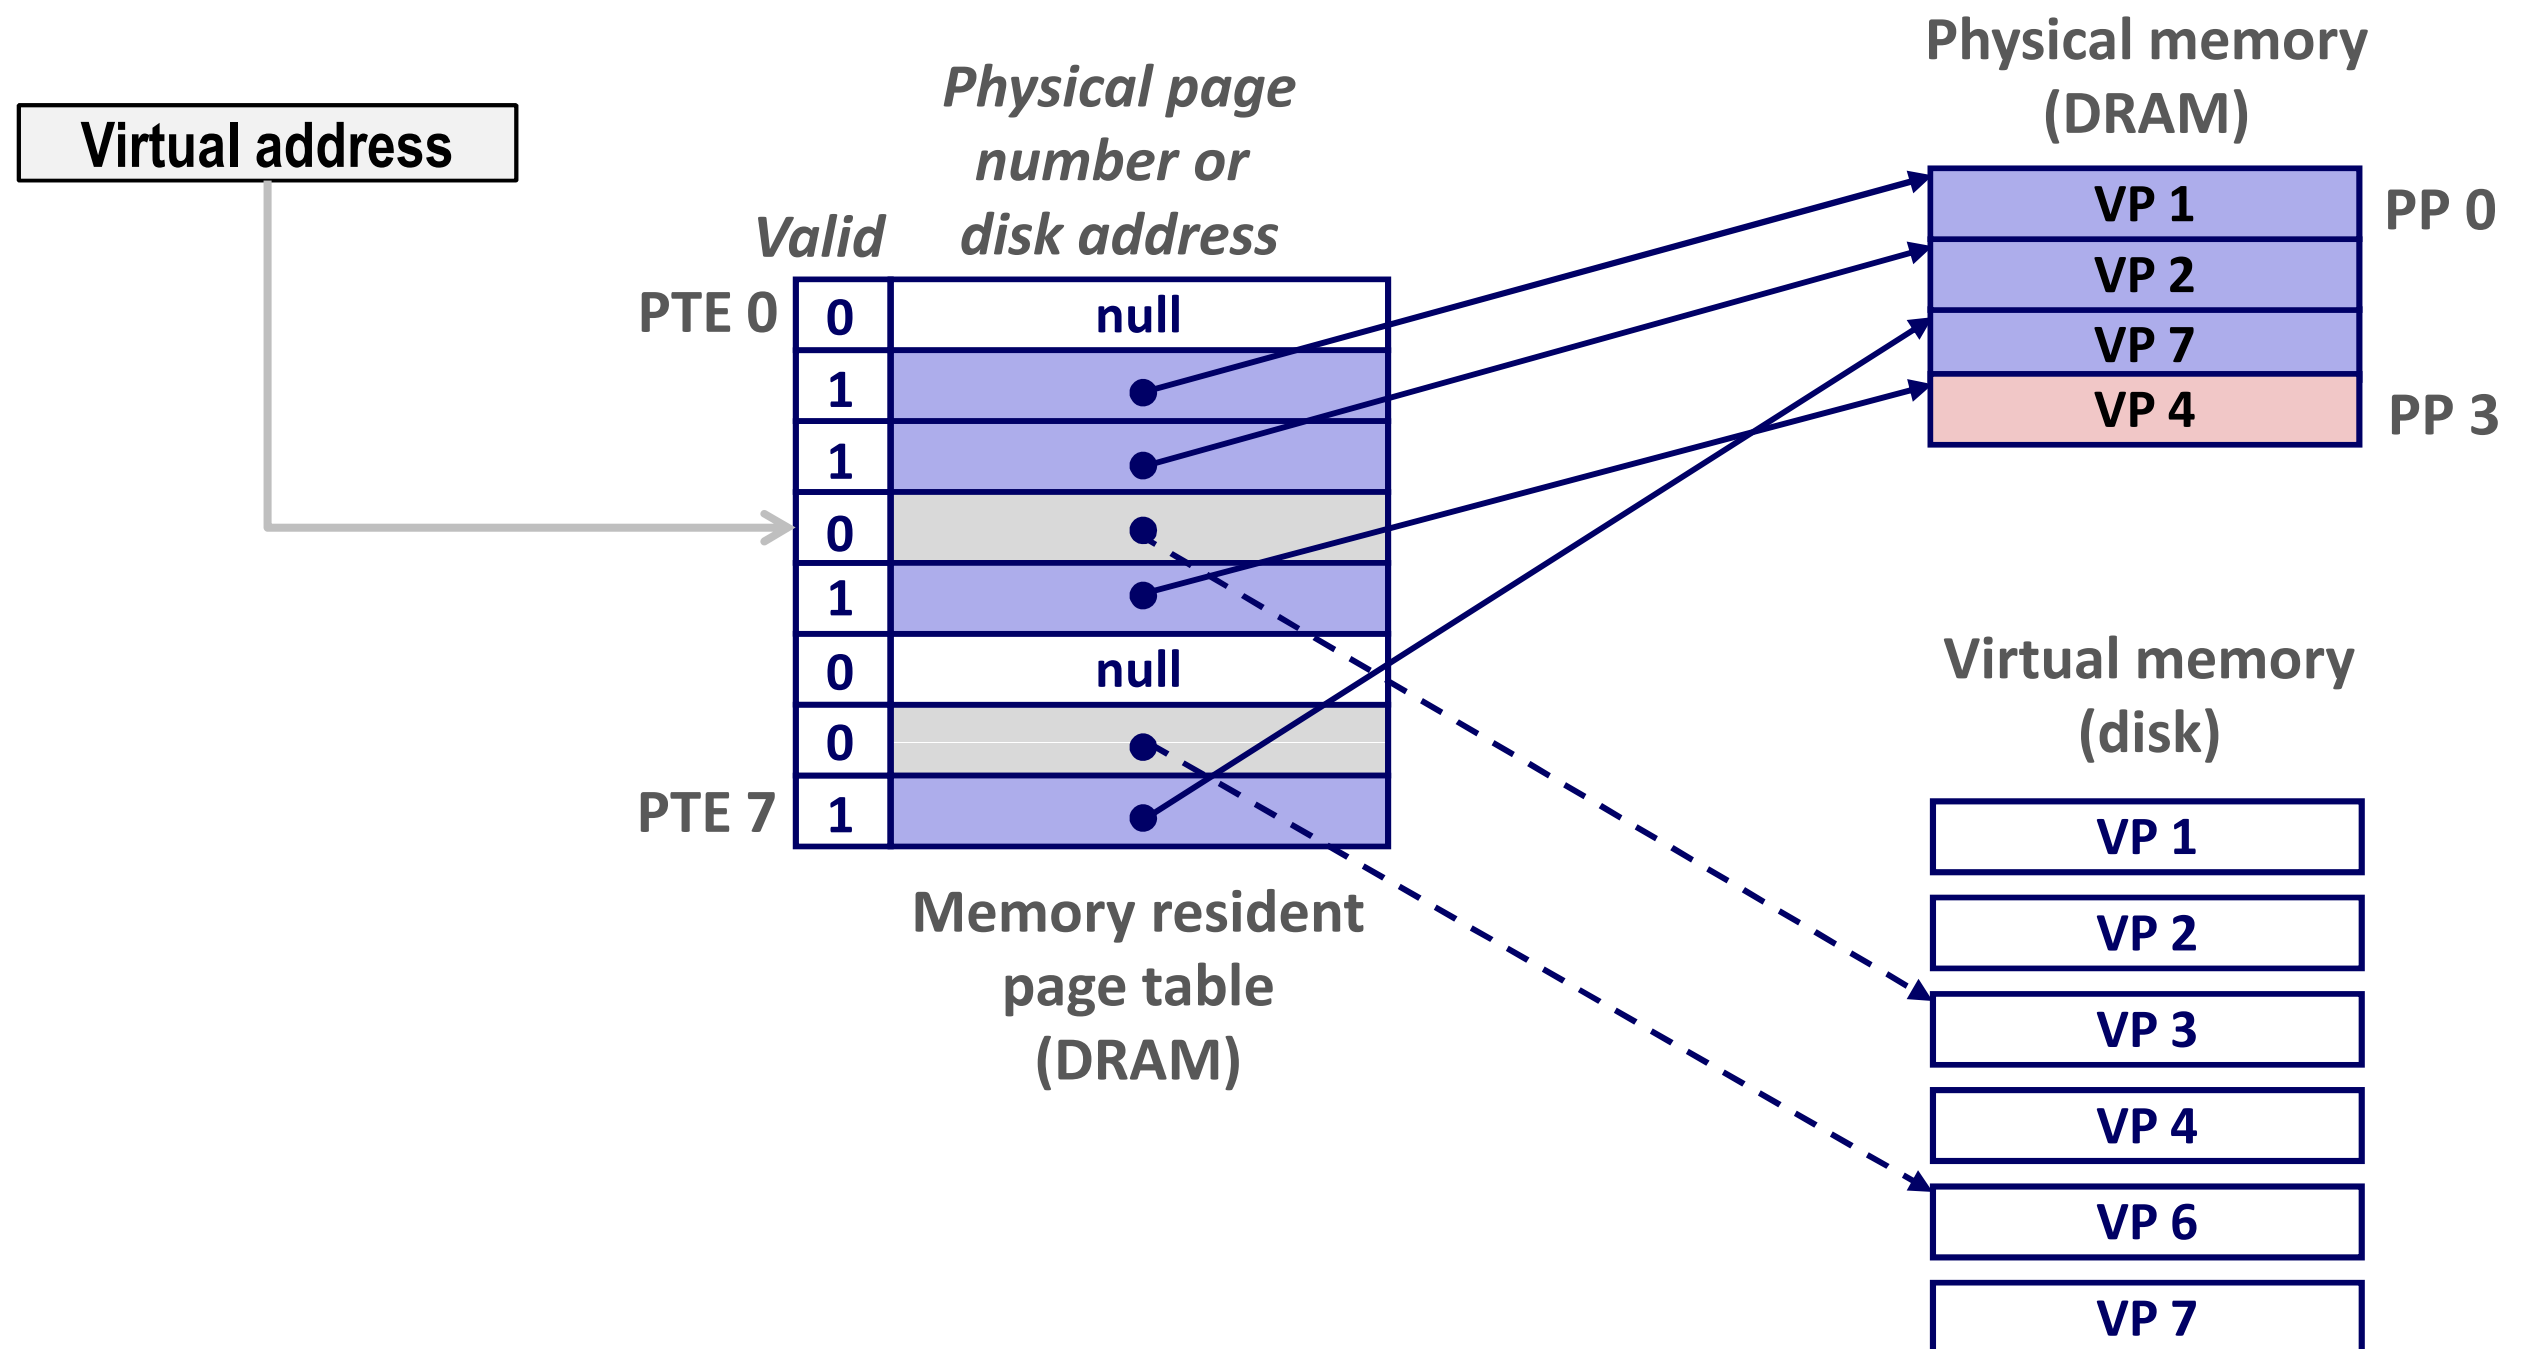 Physical memory
(DRAM)
Virtual address
Physical page
number or
disk address
Valid
VP 1
PP 0
VP 2
VP 7
VP 4
PP 3
PTE 0
0
null
1
1
0
1
0
null
0
PTE 7
1
Memory resident
page table
(DRAM)
Virtual memory
(disk)
VP 1
VP 2
VP 3
VP 4
VP 6
VP 7